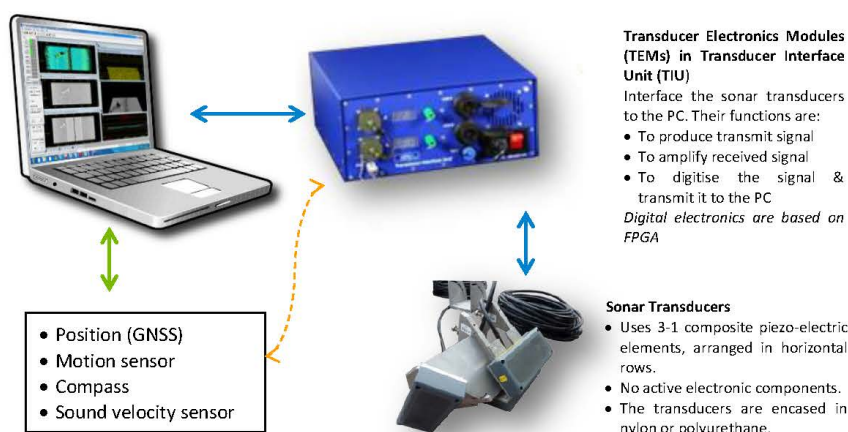 Transducer Electronics Modules
(TEMs) in Transducer Interface
Unit (TIU)
Interface the sonar transducers
to the PC. Their functions are:
• To produce transmit signal
• To amplify received signal
• To digitise the signal &
transmit it to the PC
Digital electronics are based on
FPGA
• Position (GNSS)
• Motion sensor
• Compass
• Sound velocity sensor
Sonar Transducers
• Uses 3-1 composite piezo-electric
elements, arranged in horizontal
rows.
• No active electronic components.
• The transducers are encased in
nylon or polyurethane.